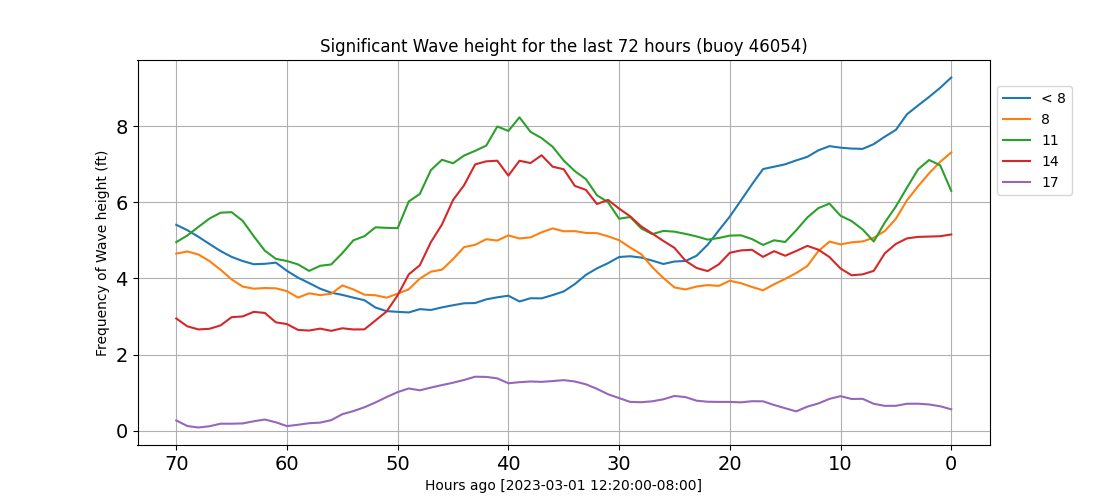 Significant Wave height for the last 72 hours (buoy 46054)
Frequency of Wave height (ft)
8
6
4
2
0
70 60 50 40 30 20 10 0
Hours ago [2023-03-01 12:20:00-08:00]
< 8
8
11
14
17